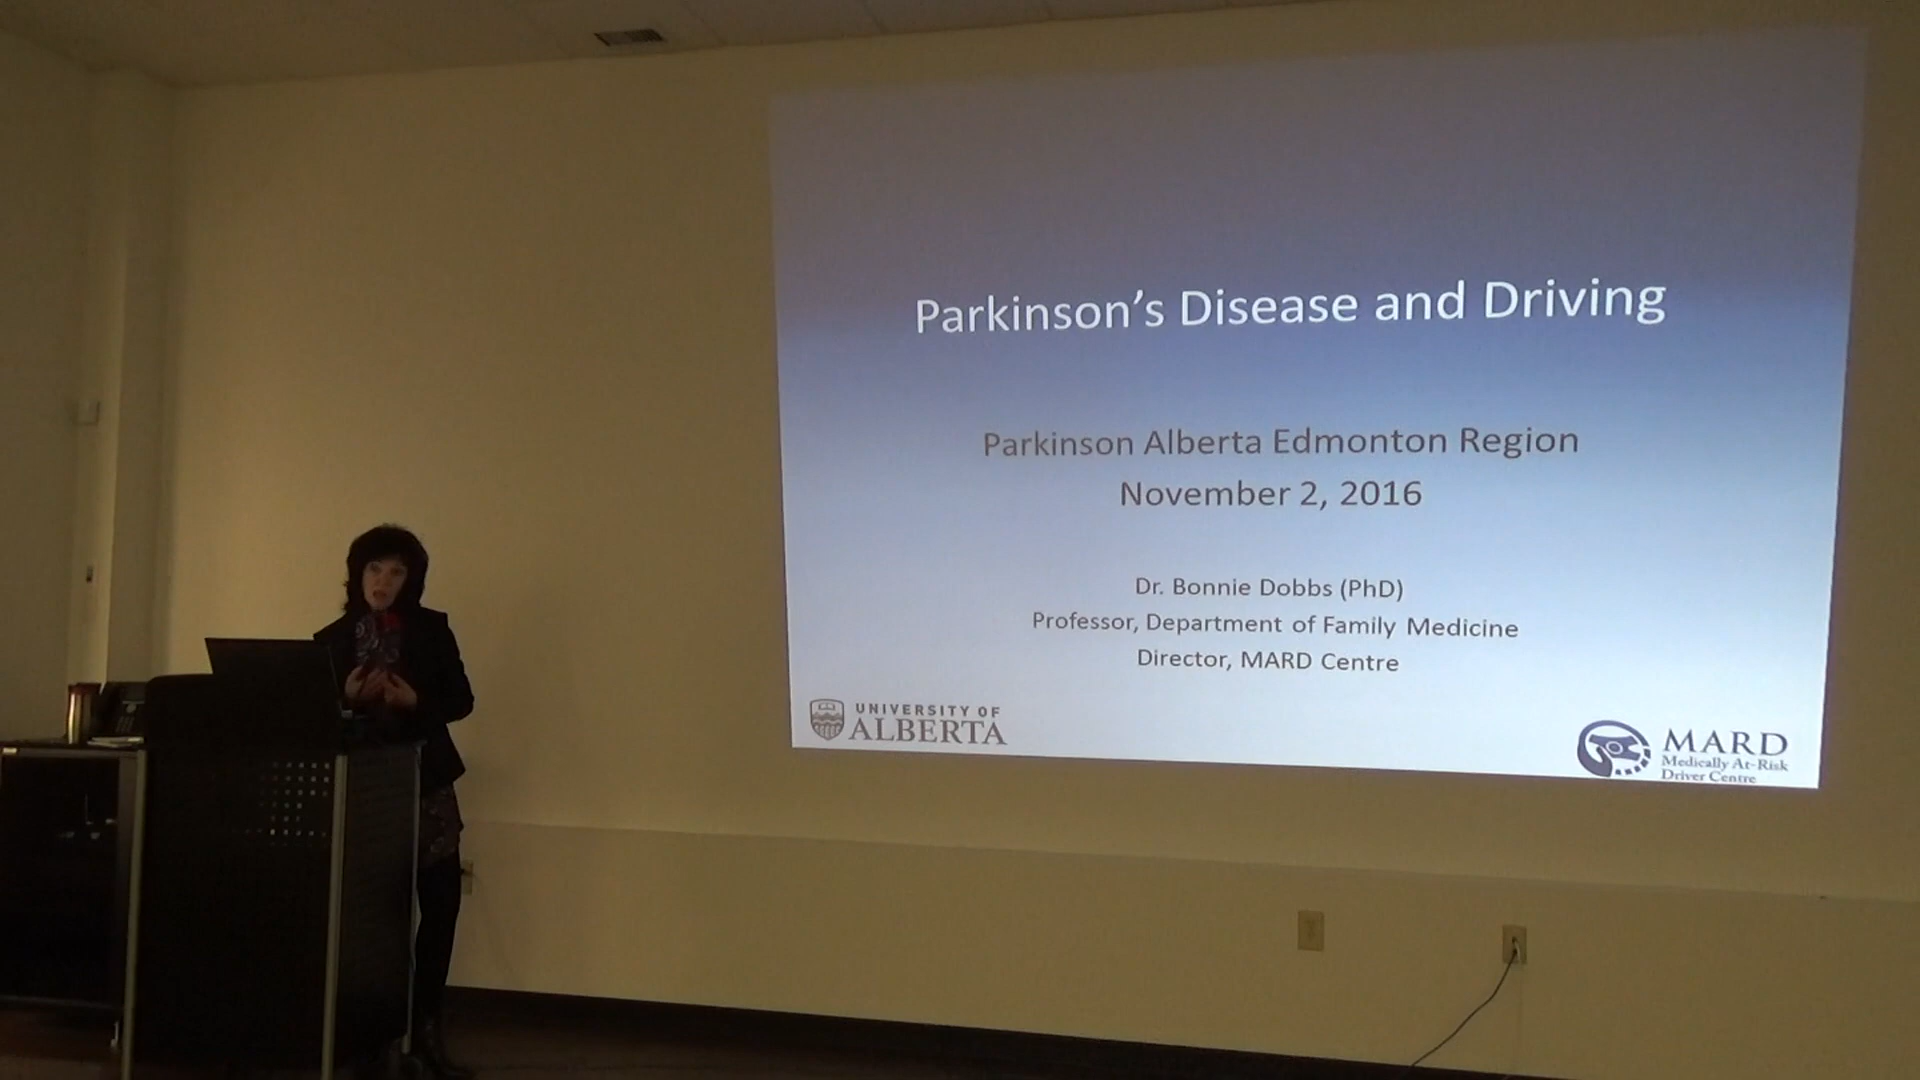 Parkinson’s Disease and Driving
Parkinson Alberta Edmonton Region
November 2, 2016
Dr. Bonnie Dobbs (PhD)
Professor, Department of Family Medicine
Director, MARD Centre
UNIVERSITY OF
ALBERTA
MARD
Medically At-Risk
Driver Centre